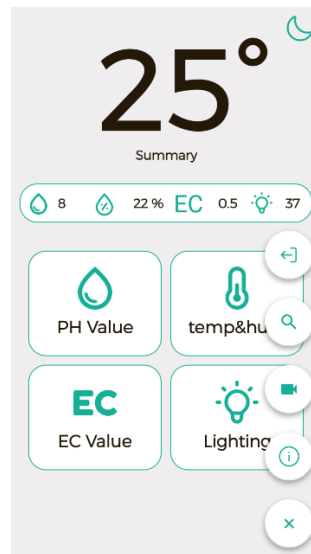 25°
Summary
8 22 % EC 0.5 37
PH Value
temp&hu
EC
EC Value
Lighting